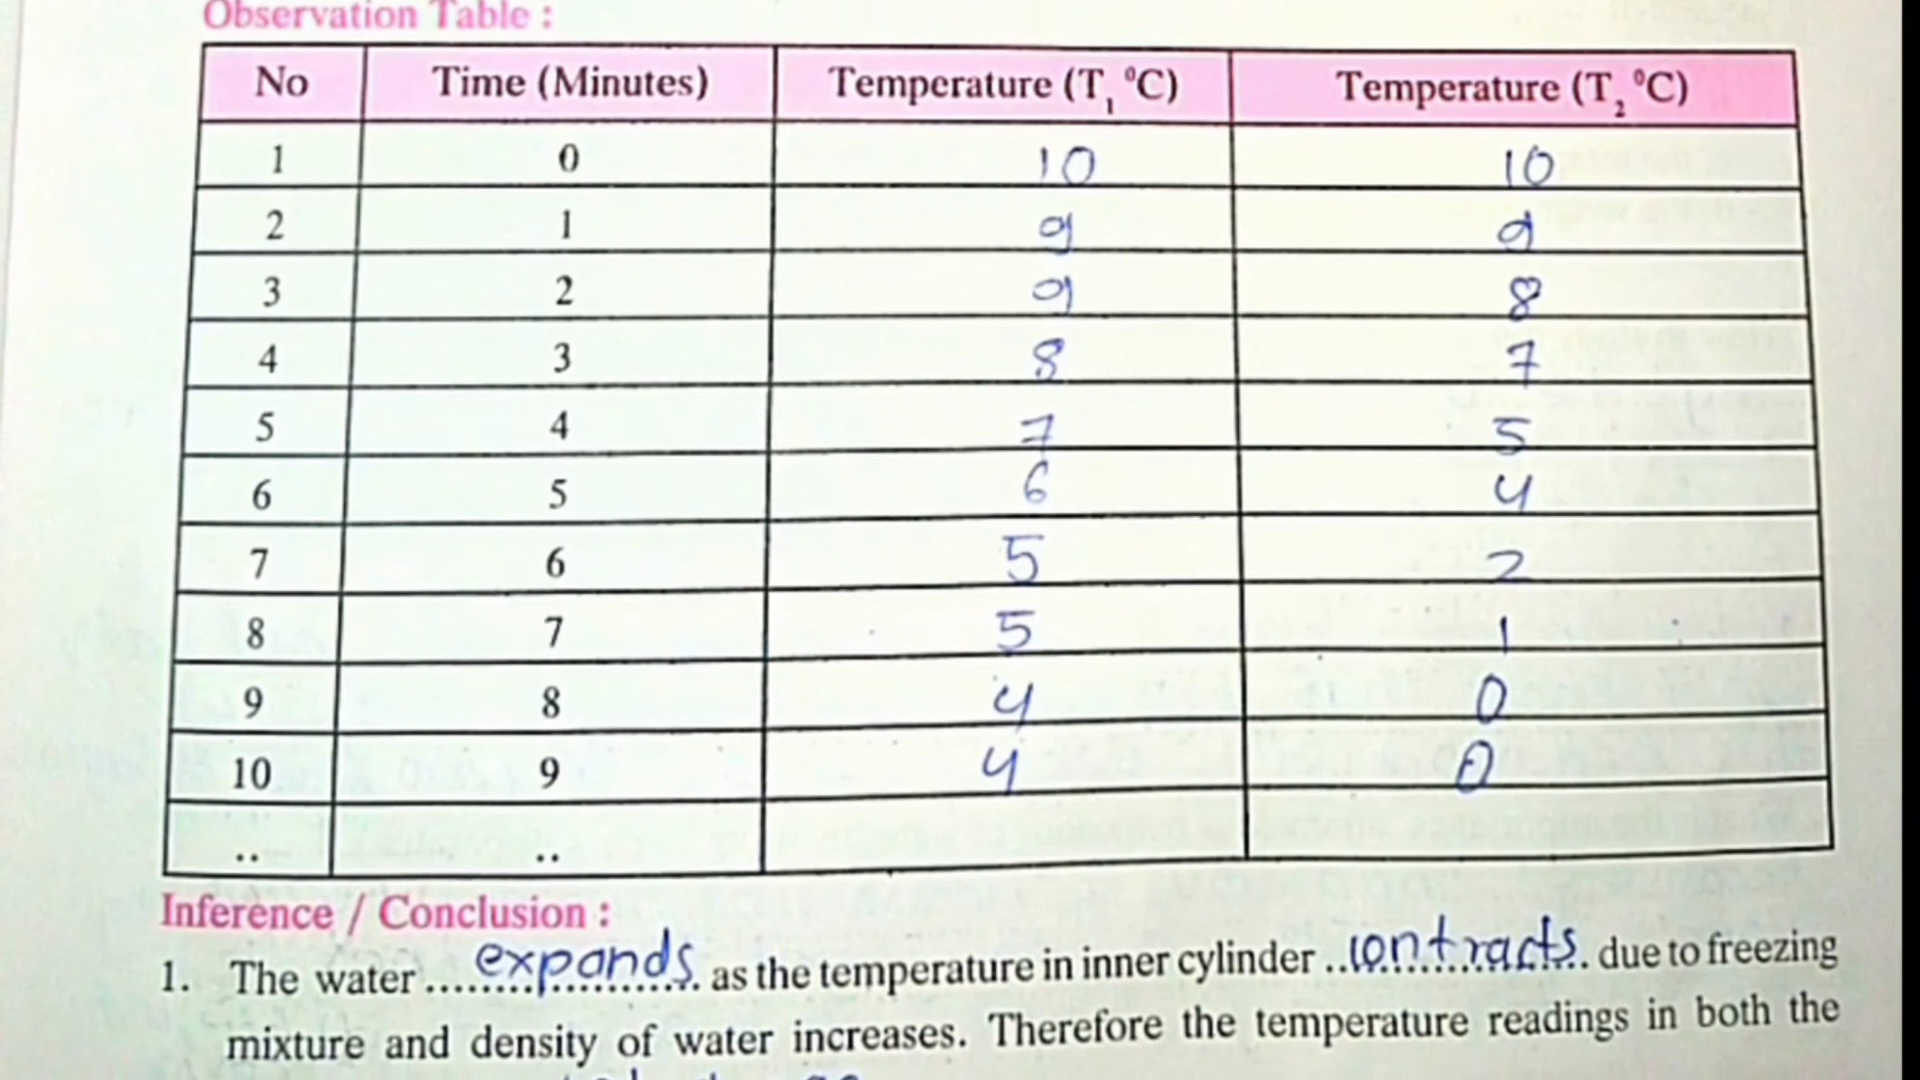 Observation Table :
No Time (Minutes) Temperature (T₁ ⁰C) Temperature (T₂ ⁰C)
1 0 10 10
2 1 9 9
3 2 9 8
4 3 8 7
5 4 7 5
6 5 6 4
7 6 5 2
8 7 5 1
9 8 4 0
10 9 4 0
.. ..
Inference / Conclusion :
1. The water ....expands.... as the temperature in inner cylinder ..contracts.. due to freezing
mixture and density of water increases. Therefore the temperature readings in both the